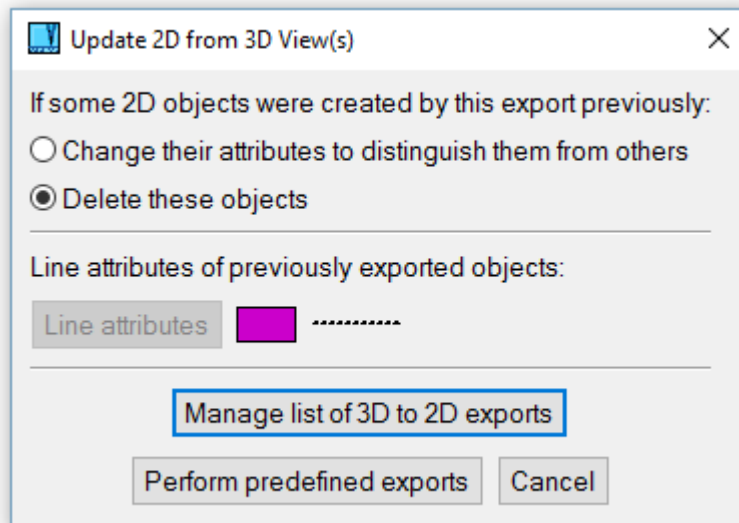 Update 2D from 3D View(s)
If some 2D objects were created by this export previously:
Change their attributes to distinguish them from others
Delete these objects
Line attributes of previously exported objects:
Line attributes
Manage list of 3D to 2D exports
Perform predefined exports Cancel